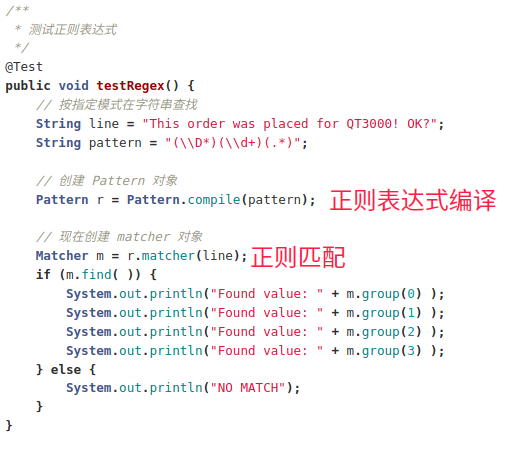 /**
 * 测试正则表达式
 */
@Test
public void testRegex() {
    // 按指定模式在字符串查找
    String line = "This order was placed for QT3000! OK?";
    String pattern = "(\\D*)(\\d+)(.*)";
    // 创建 Pattern 对象
    Pattern r = Pattern.compile(pattern); 正则表达式编译
    // 现在创建 matcher 对象
    Matcher m = r.matcher(line); 正则匹配
    if (m.find( )) {
        System.out.println("Found value: " + m.group(0) );
        System.out.println("Found value: " + m.group(1) );
        System.out.println("Found value: " + m.group(2) );
        System.out.println("Found value: " + m.group(3) );
    } else {
        System.out.println("NO MATCH");
    }
}